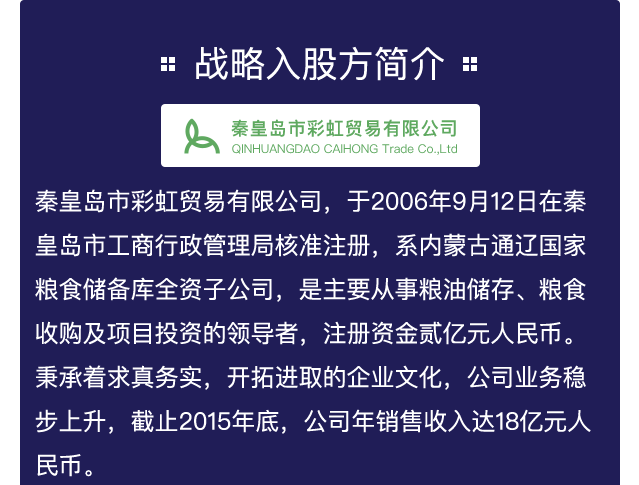 战略入股方简介
秦皇岛市彩虹贸易有限公司
QINHUANGDAO CAIHONG Trade Co.,Ltd
秦皇岛市彩虹贸易有限公司，于2006年9月12日在秦
皇岛市工商行政管理局核准注册，系内蒙古通辽国家
粮食储备库全资子公司，是主要从事粮油储存、粮食
收购及项目投资的领导者，注册资金贰亿元人民币。
秉承着求真务实，开拓进取的企业文化，公司业务稳
步上升，截止2015年底，公司年销售收入达18亿元人
民币。